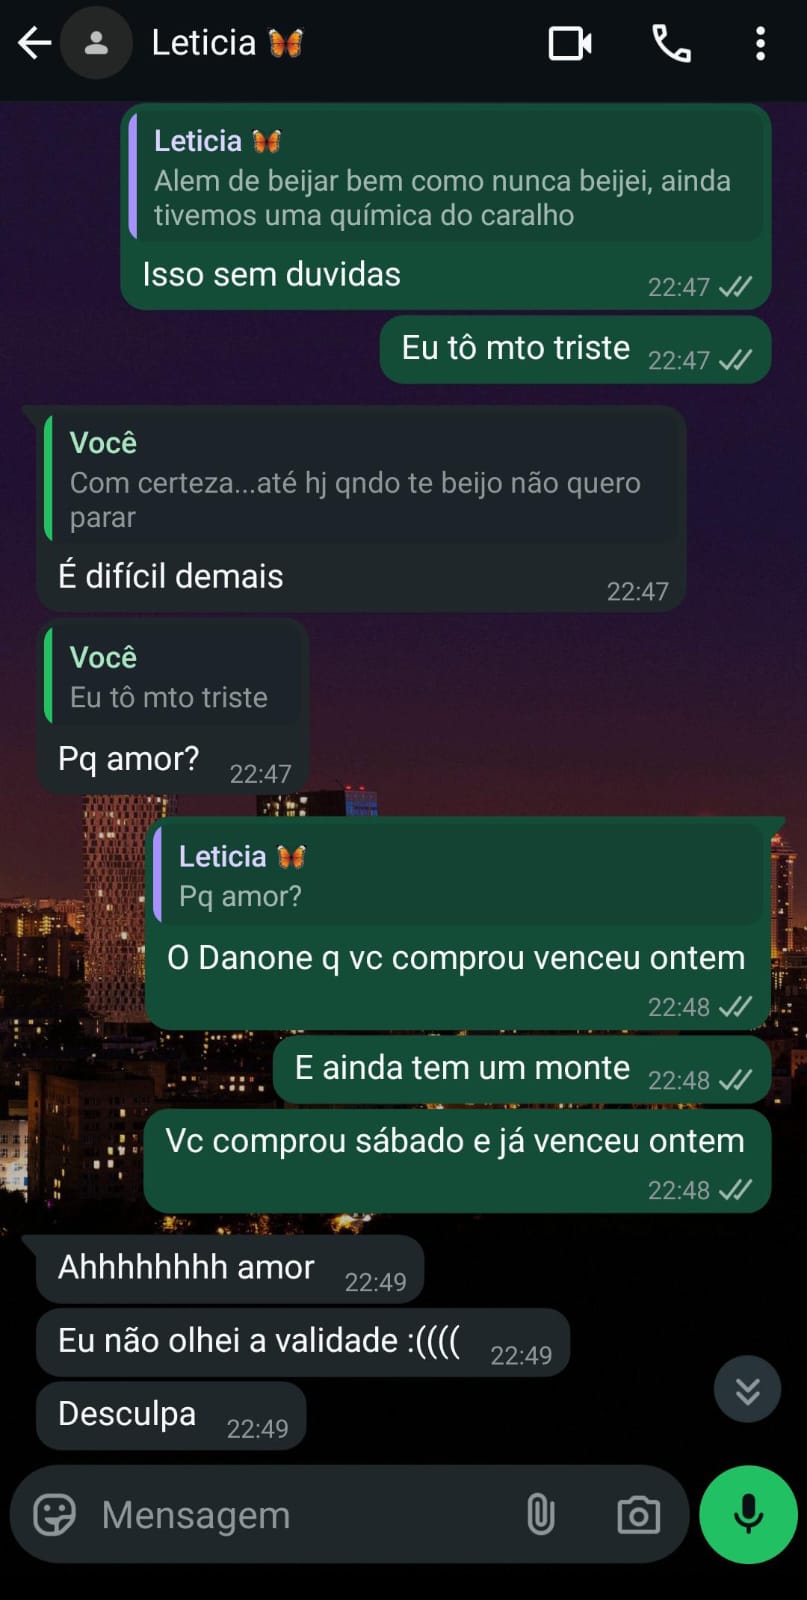 Leticia 🦋
Leticia 🦋
Alem de beijar bem como nunca beijei, ainda
tivemos uma química do caralho
Isso sem duvidas
22:47
Eu tô mto triste
22:47
Você
Com certeza...até hj qndo te beijo não quero
parar
É difícil demais
22:47
Você
Eu tô mto triste
Pq amor?
22:47
Leticia 🦋
Pq amor?
O Danone q vc comprou venceu ontem
22:48
E ainda tem um monte
22:48
Vc comprou sábado e já venceu ontem
22:48
Ahhhhhhhh amor
22:49
Eu não olhei a validade :((((
22:49
Desculpa
22:49
Mensagem